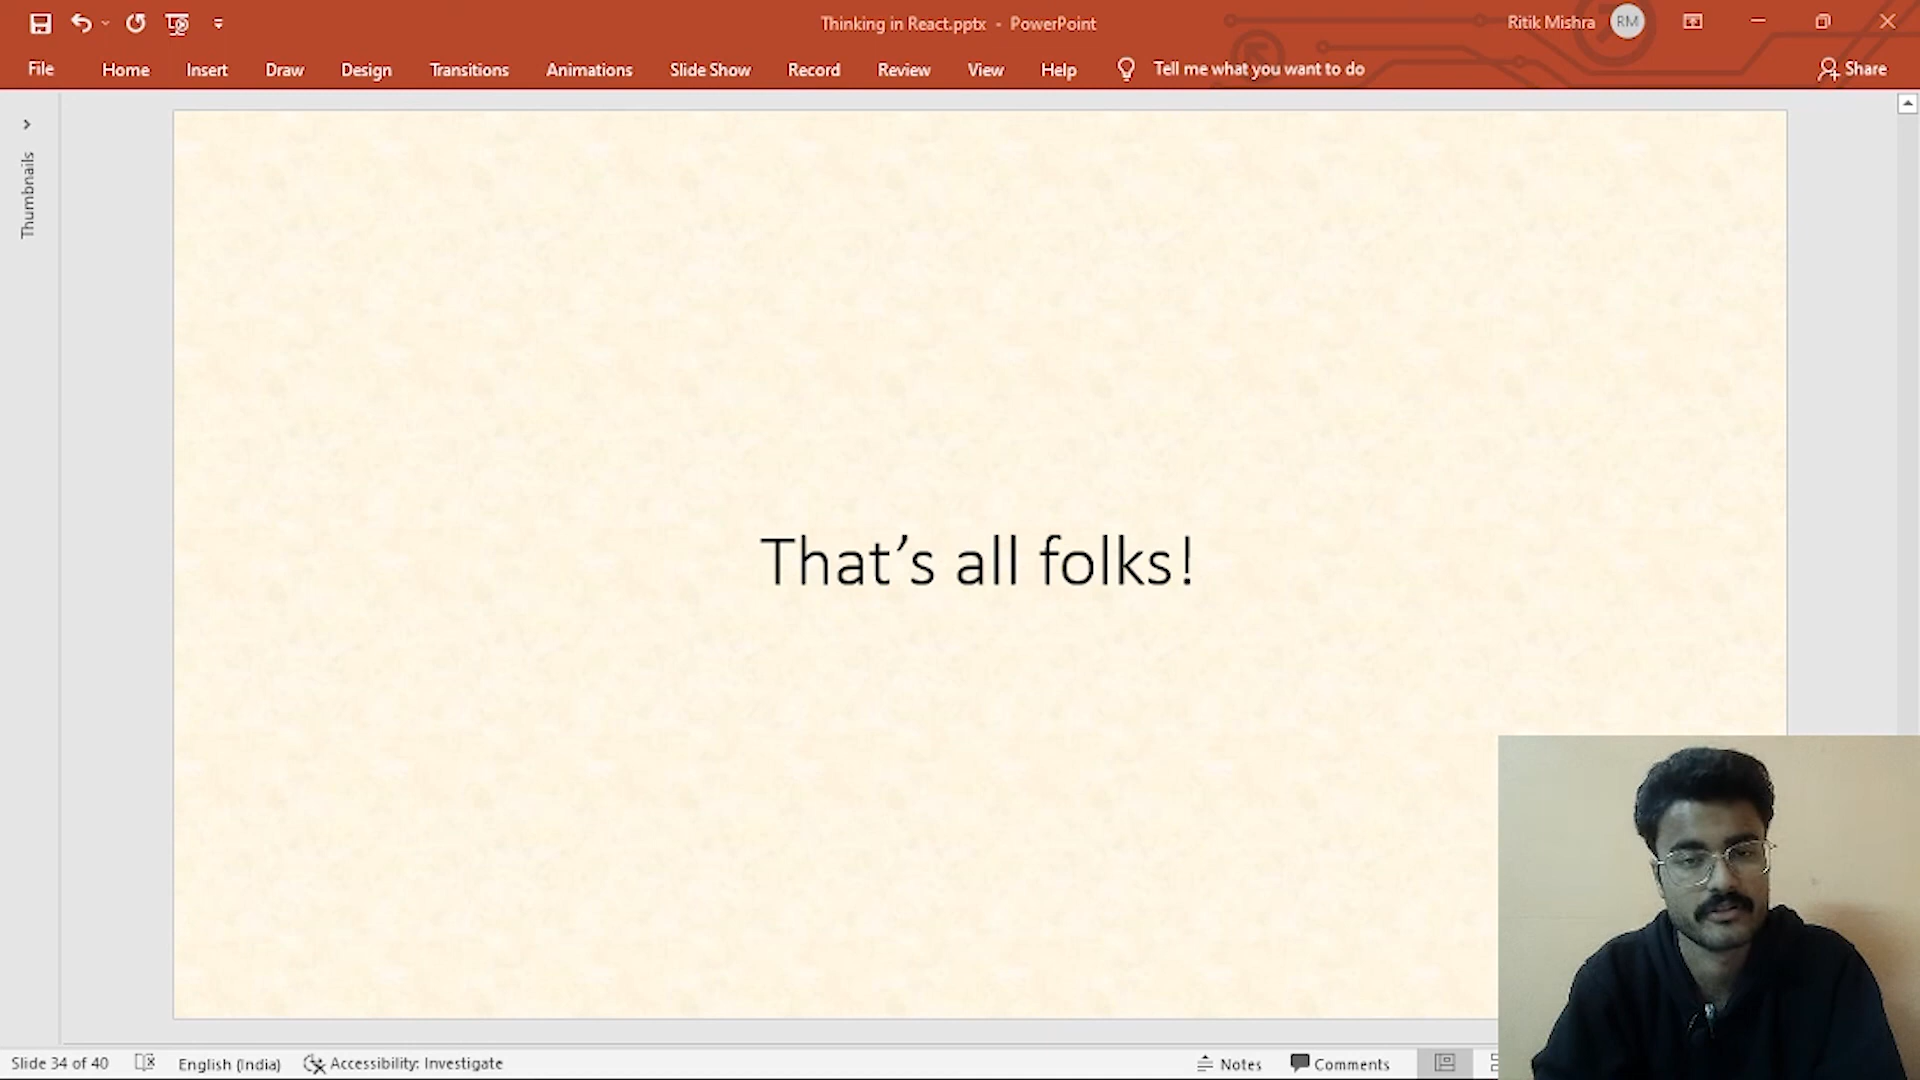 Thinking in React.pptx - PowerPoint
Ritik Mishra RM
File Home Insert Draw Design Transitions Animations Slide Show Record Review View Help Tell me what you want to do Share
Thumbnails
That's all folks!
Slide 34 of 40 English (India) Accessibility: Investigate Notes Comments